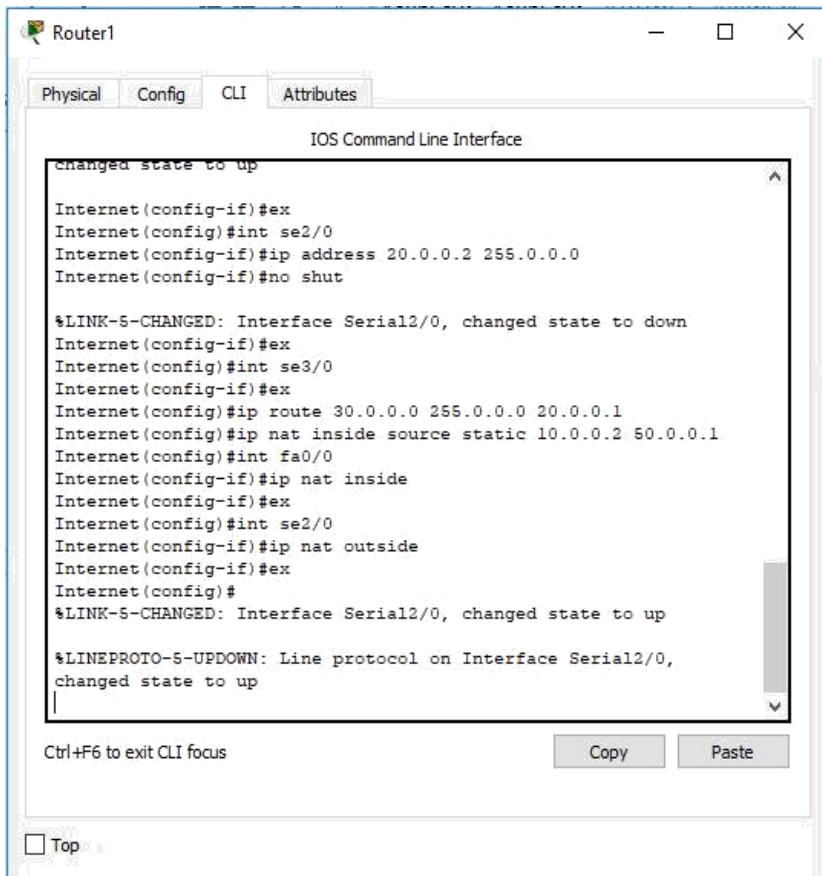 Router1
Physical Config CLI Attributes
IOS Command Line Interface
changed state to up
Internet(config-if)#ex
Internet(config)#int se2/0
Internet(config-if)#ip address 20.0.0.2 255.0.0.0
Internet(config-if)#no shut
%LINK-5-CHANGED: Interface Serial2/0, changed state to down
Internet(config-if)#ex
Internet(config)#int se3/0
Internet(config-if)#ex
Internet(config)#ip route 30.0.0.0 255.0.0.0 20.0.0.1
Internet(config)#ip nat inside source static 10.0.0.2 50.0.0.1
Internet(config)#int fa0/0
Internet(config-if)#ip nat inside
Internet(config-if)#ex
Internet(config)#int se2/0
Internet(config-if)#ip nat outside
Internet(config-if)#ex
Internet(config)#
%LINK-5-CHANGED: Interface Serial2/0, changed state to up
%LINEPROTO-5-UPDOWN: Line protocol on Interface Serial2/0,
changed state to up
Ctrl+F6 to exit CLI focus
Copy Paste
Top